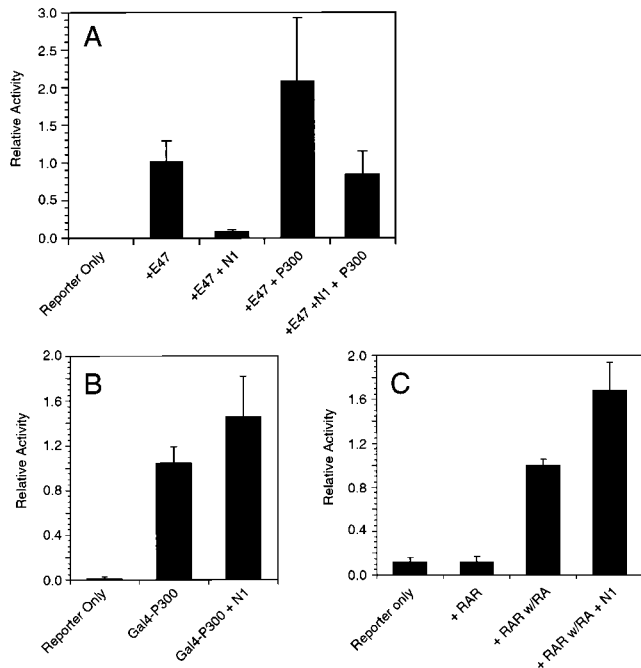 A
Relative Activity
3.0
2.5
2.0
1.5
1.0
0.5
0.0
Reporter Only
+E47
+E47 + N1
+E47 + P300
+E47 +N1 + P300
B
Relative Activity
2.0
1.6
1.2
0.8
0.4
0.0
Reporter Only
Gal4-P300
Gal4-P300 + N1
C
Relative Activity
2.0
1.6
1.2
0.8
0.4
0.0
Reporter only
+ RAR
+ RAR w/RA
+ RAR w/RA + N1